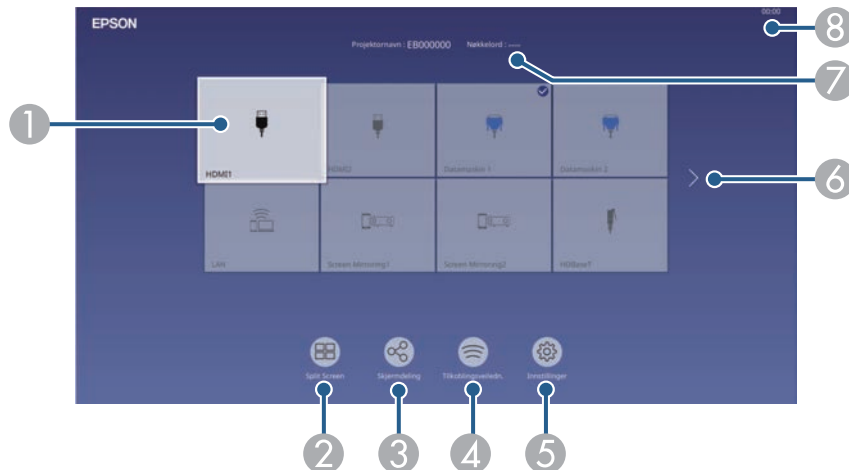 EPSON
00:00
Projektornavn : EB000000 Nøkkelord : ----
HDMI1
HDMI2
Datamaskin 1
Datamaskin 2
LAN
Screen Mirroring1
Screen Mirroring2
HDBaseT
Split Screen
Skjermdeling
Tilkoblingsveiledn.
Innstillinger
1
2
3
4
5
6
7
8